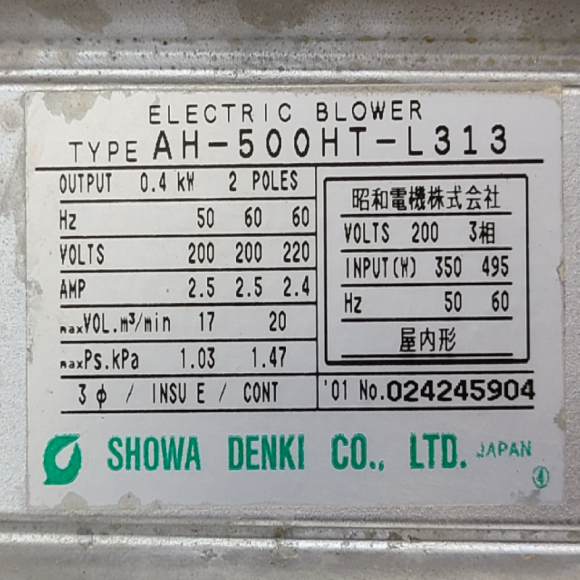 ELECTRIC BLOWER
TYPE AH-500HT-L313
OUTPUT 0.4 kW 2 POLES
Hz 50 60 60
VOLTS 200 200 220
AMP 2.5 2.5 2.4
maxVOL.m³/min 17 20
maxPs.kPa 1.03 1.47
3 φ / INSU E / CONT
昭和電機株式会社
VOLTS 200 3相
INPUT(W) 350 495
Hz 50 60
屋内形
'01 No.024245904
SHOWA DENKI CO., LTD. JAPAN
④